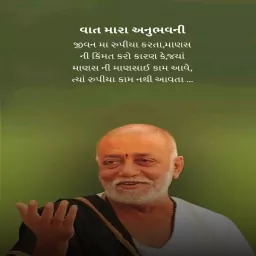 વાત મારા અનુભવની
જીવન મા રુપીયા કરતા,માણસ
ની કિંમત કરો કારણ કે,જયાં
માણસ ની માણસાઈ કામ આવે,
ત્યાં રુપીયા કામ નથી આવતા ...